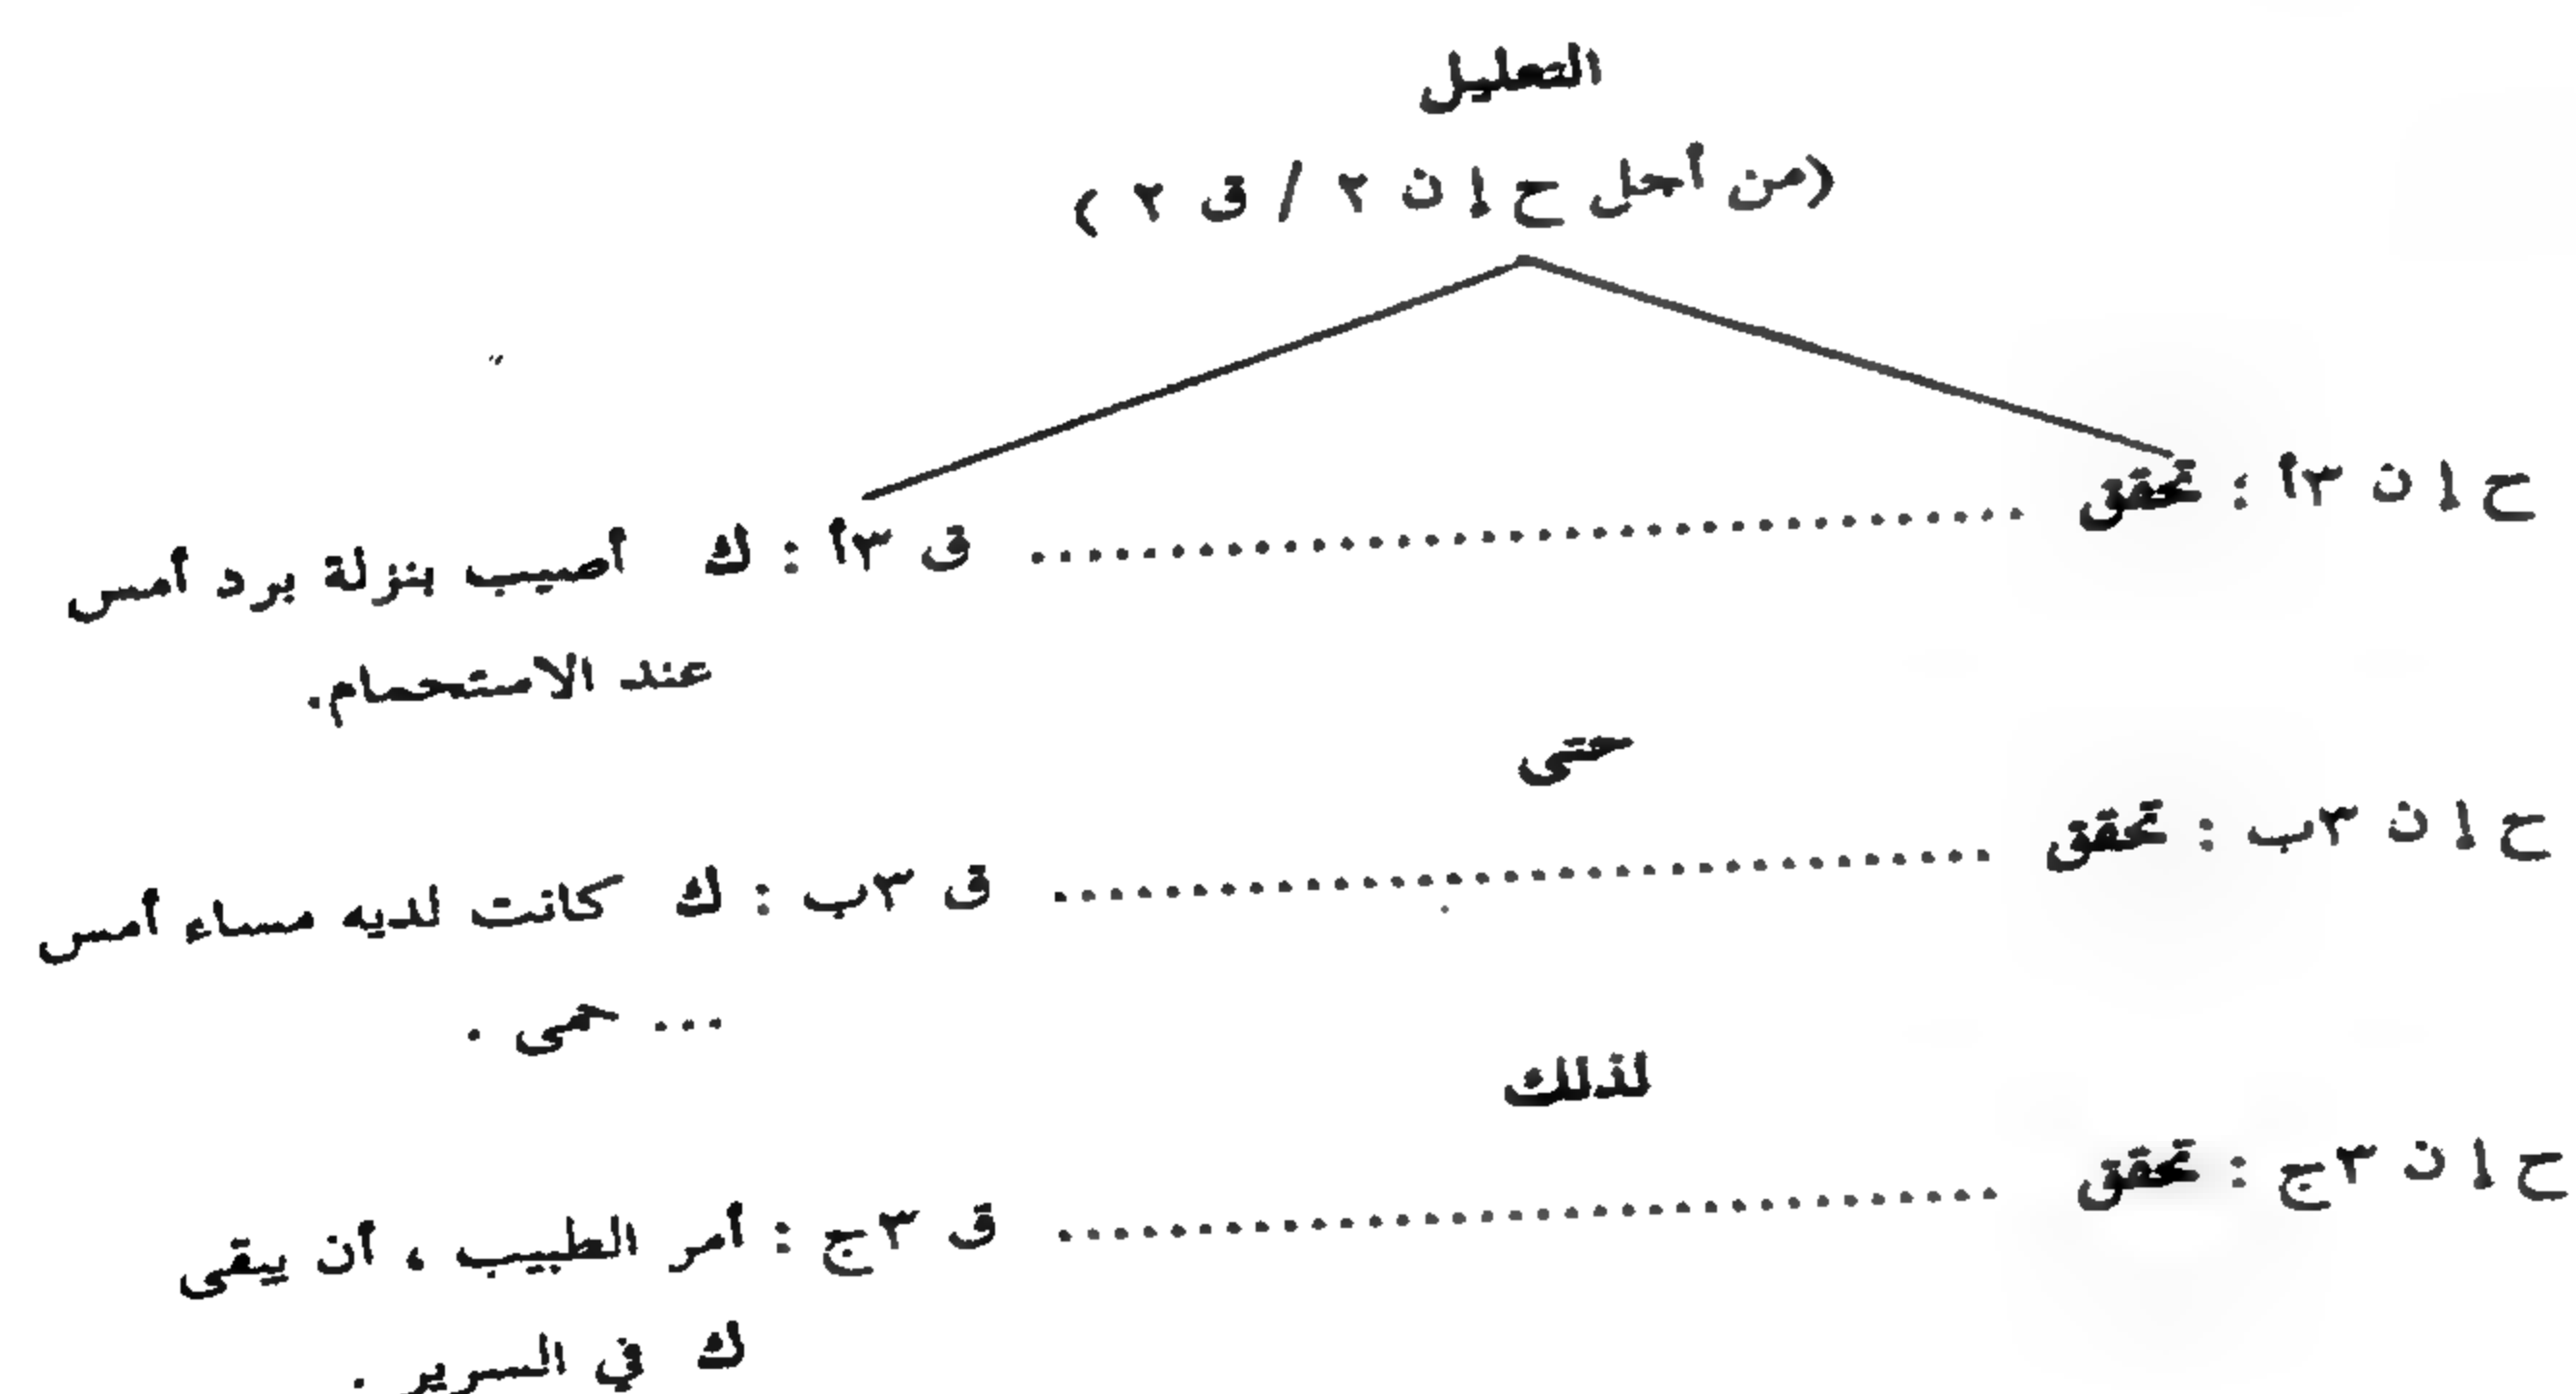 التعليل
(من أجل ح إ ن ٢ / ق ٢ )
ح إ ن ٣أ : تحقق .................................... ق ٣أ : ك أصيب بنزلة برد أمس
عند الاستحمام.
حتى
ح إ ن ٣ب : تحقق .................................. ق ٣ب : ك كانت لديه مساء أمس
... حمى .
لذلك
ح إ ن ٣ج : تحقق .................................. ق ٣ج : أمر الطبيب ، أن يبقى
ك في السرير .